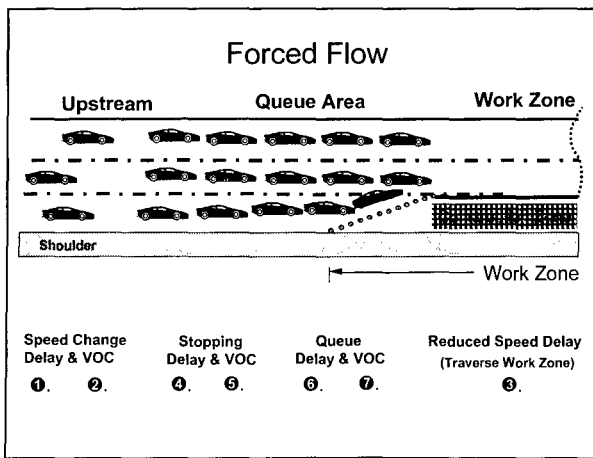 Forced Flow
Upstream Queue Area Work Zone
Shoulder
Work Zone
Speed Change Stopping Queue Reduced Speed Delay
Delay & VOC Delay & VOC Delay & VOC (Traverse Work Zone)
❶. ❷. ❹. ❺. ❻. ❼. ❸.